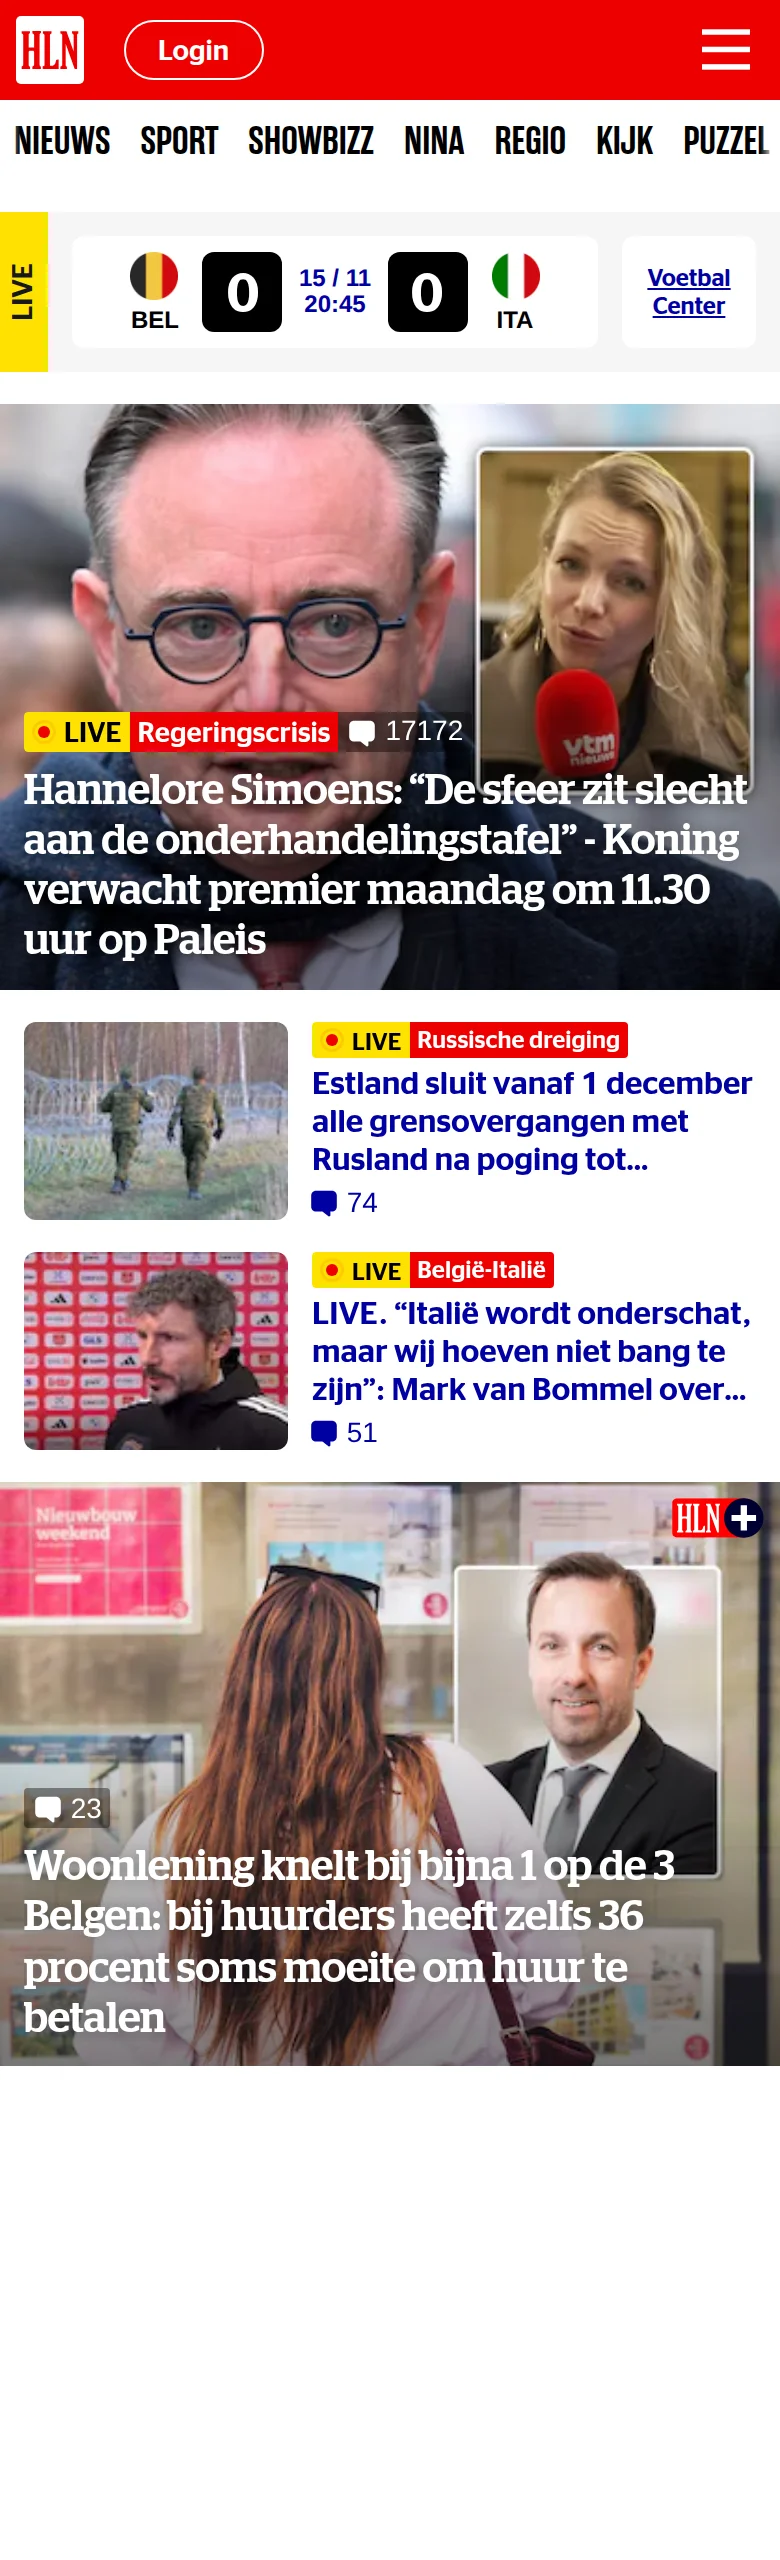 HLN
Login
NIEUWS SPORT SHOWBIZZ NINA REGIO KIJK PUZZEL
LIVE
BEL
0
15 / 11
20:45
0
ITA
Voetbal
Center
vtm
nieuws
LIVE Regeringscrisis 17172
Hannelore Simoens: “De sfeer zit slecht
aan de onderhandelingstafel” - Koning
verwacht premier maandag om 11.30
uur op Paleis
LIVE Russische dreiging
Estland sluit vanaf 1 december
alle grensovergangen met
Rusland na poging tot...
74
LIVE België-Italië
LIVE. “Italië wordt onderschat,
maar wij hoeven niet bang te
zijn”: Mark van Bommel over...
51
HLN+
Nieuwbouw
weekend
23
Woonlening knelt bij bijna 1 op de 3
Belgen: bij huurders heeft zelfs 36
procent soms moeite om huur te
betalen